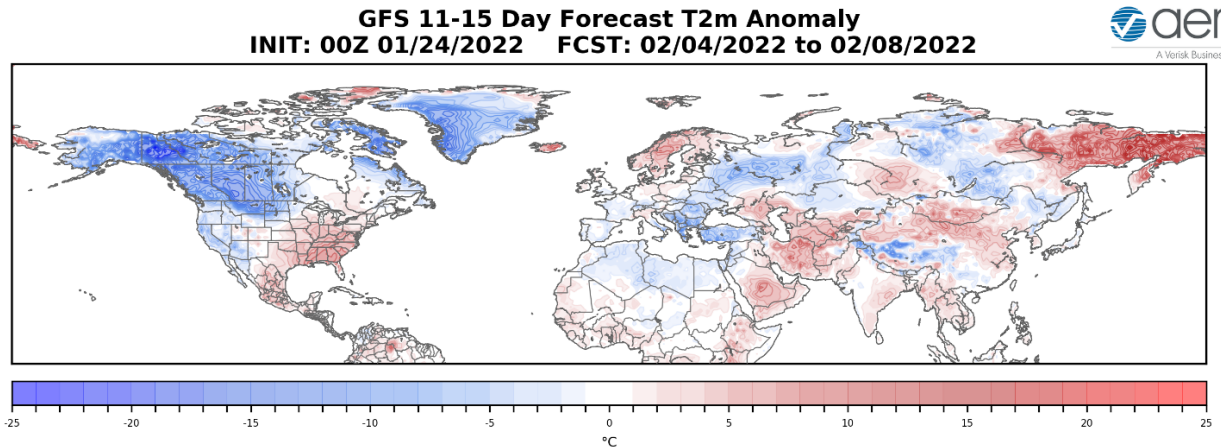 GFS 11-15 Day Forecast T2m Anomaly
INIT: 00Z 01/24/2022 FCST: 02/04/2022 to 02/08/2022
aer
A Verisk Busines
-25 -20 -15 -10 -5 0 5 10 15 20 25
°C